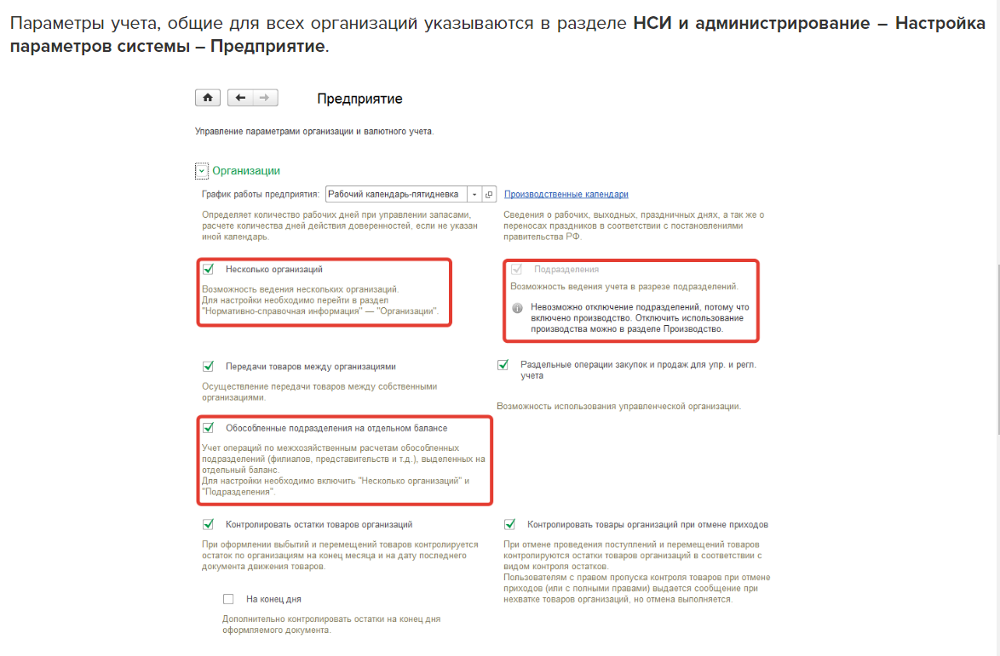 Параметры учета, общие для всех организаций указываются в разделе НСИ и администрирование – Настройка
параметров системы – Предприятие.
Предприятие
Управление параметрами организации и валютного учета.
Организации
График работы предприятия: Рабочий календарь-пятидневка Производственные календари
Определяет количество рабочих дней при управлении запасами,
расчете количества дней действия доверенностей, если не указан
иной календарь.
Сведения о рабочих, выходных, праздничных днях, а так же о
переносах праздников в соответствии с постановлениями
правительства РФ.
Несколько организаций
Возможность ведения нескольких организаций.
Для настройки необходимо перейти в раздел
"Нормативно-справочная информация" — "Организации".
Подразделения
Возможность ведения учета в разрезе подразделений.
Невозможно отключение подразделений, потому что
включено производство. Отключить использование
производства можно в разделе Производство.
Передачи товаров между организациями
Осуществление передачи товаров между собственными
организациями.
Раздельные операции закупок и продаж для упр. и регл.
учета
Возможность использования управленческой организации.
Обособленные подразделения на отдельном балансе
Учет операций по межхозяйственным расчетам обособленных
подразделений (филиалов, представительств и т.д.), выделенных на
отдельный баланс.
Для настройки необходимо включить "Несколько организаций" и
"Подразделения".
Контролировать остатки товаров организаций
При оформлении выбытий и перемещений товаров контролируется
остаток по организациям на конец месяца и на дату последнего
документа движения товаров.
На конец дня
Дополнительно контролировать остатки на конец дня
оформляемого документа.
Контролировать товары организаций при отмене приходов
При отмене проведения поступлений и перемещений товаров
контролируются остатки товаров организаций в соответствии с
видом контроля остатков.
Пользователям с правом пропуска контроля товаров при отмене
приходов (или с полными правами) выдается сообщение при
нехватке товаров организаций, но отмена выполняется.